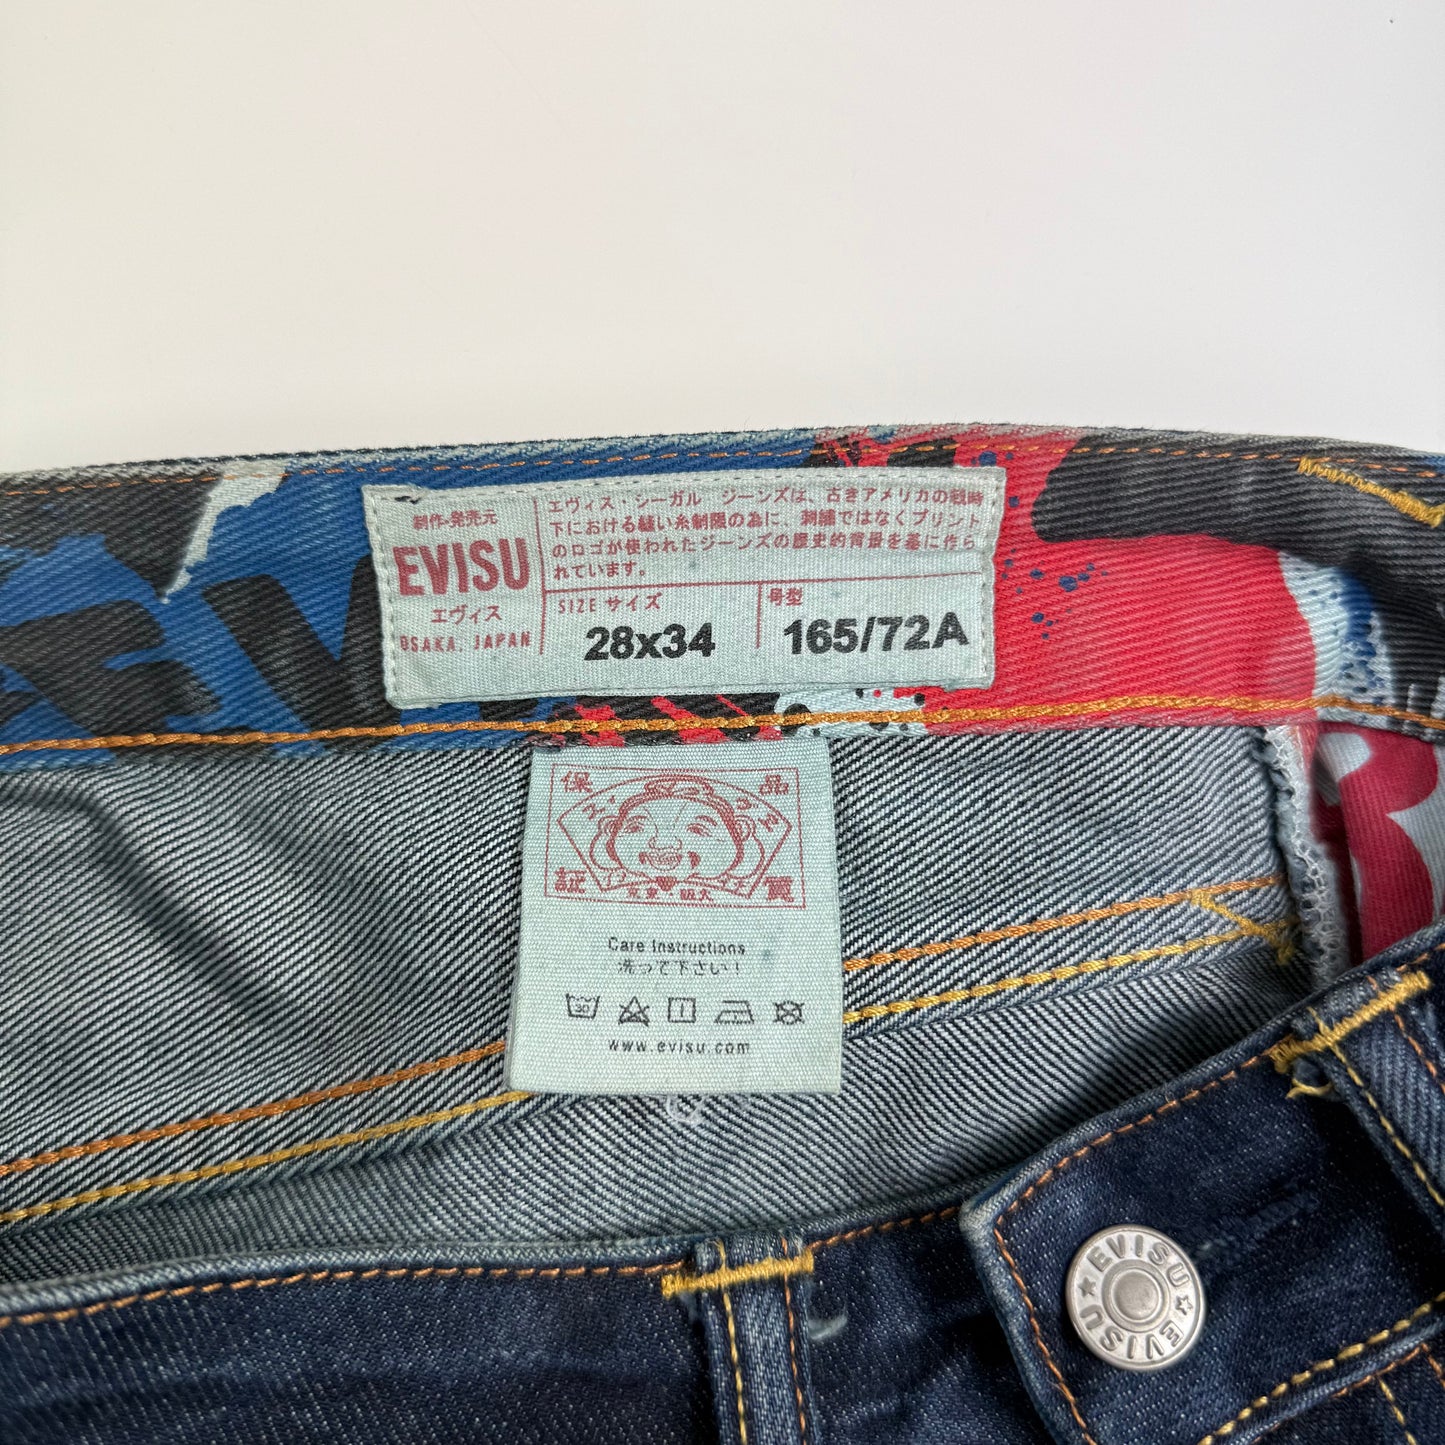 制作・発売元
EVISU
エヴィス
OSAKA, JAPAN
エヴィス・シーガル ジーンズは、古きアメリカの戦時
下における縫い糸制限の為に、刺繍ではなくプリント
のロゴが使われたジーンズの歴史的背景を基に作ら
れています。
SIZE サイズ
28x34
号型
165/72A
保 品
証 質
Care Instructions
洗って下さい!
30
www.evisu.com
EVISU
EVISU